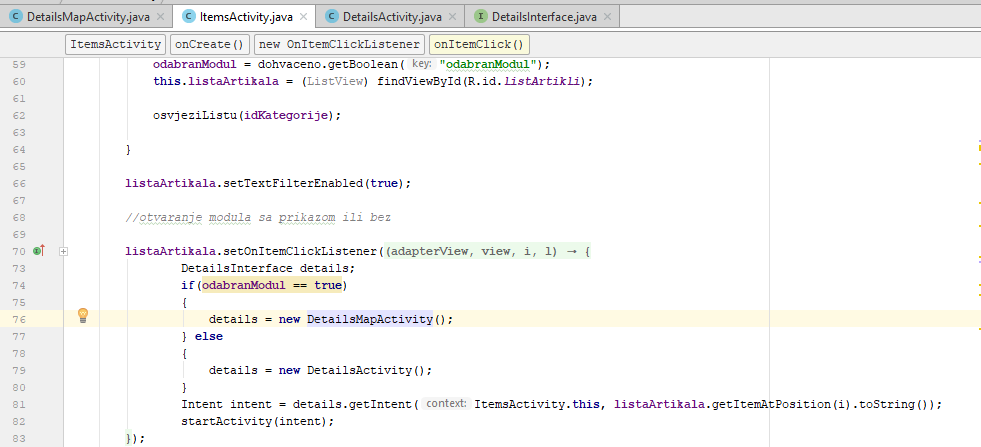 DetailsMapActivity.java × ItemsActivity.java × DetailsActivity.java × DetailsInterface.java ×
ItemsActivity onCreate() new OnItemClickListener onItemClick()
59 odabranModul = dohvaceno.getBoolean( key: "odabranModul");
60 this.listaArtikala = (ListView) findViewById(R.id.ListArtikli);
61
62 osvjeziListu(idKategorije);
63
64 }
65
66 listaArtikala.setTextFilterEnabled(true);
67
68 //otvaranje modula sa prikazom ili bez
69
70 listaArtikala.setOnItemClickListener((adapterView, view, i, l) → {
73 DetailsInterface details;
74 if(odabranModul == true)
75 {
76 details = new DetailsMapActivity();
77 } else
78 {
79 details = new DetailsActivity();
80 }
81 Intent intent = details.getIntent( context: ItemsActivity.this, listaArtikala.getItemAtPosition(i).toString());
82 startActivity(intent);
83 });